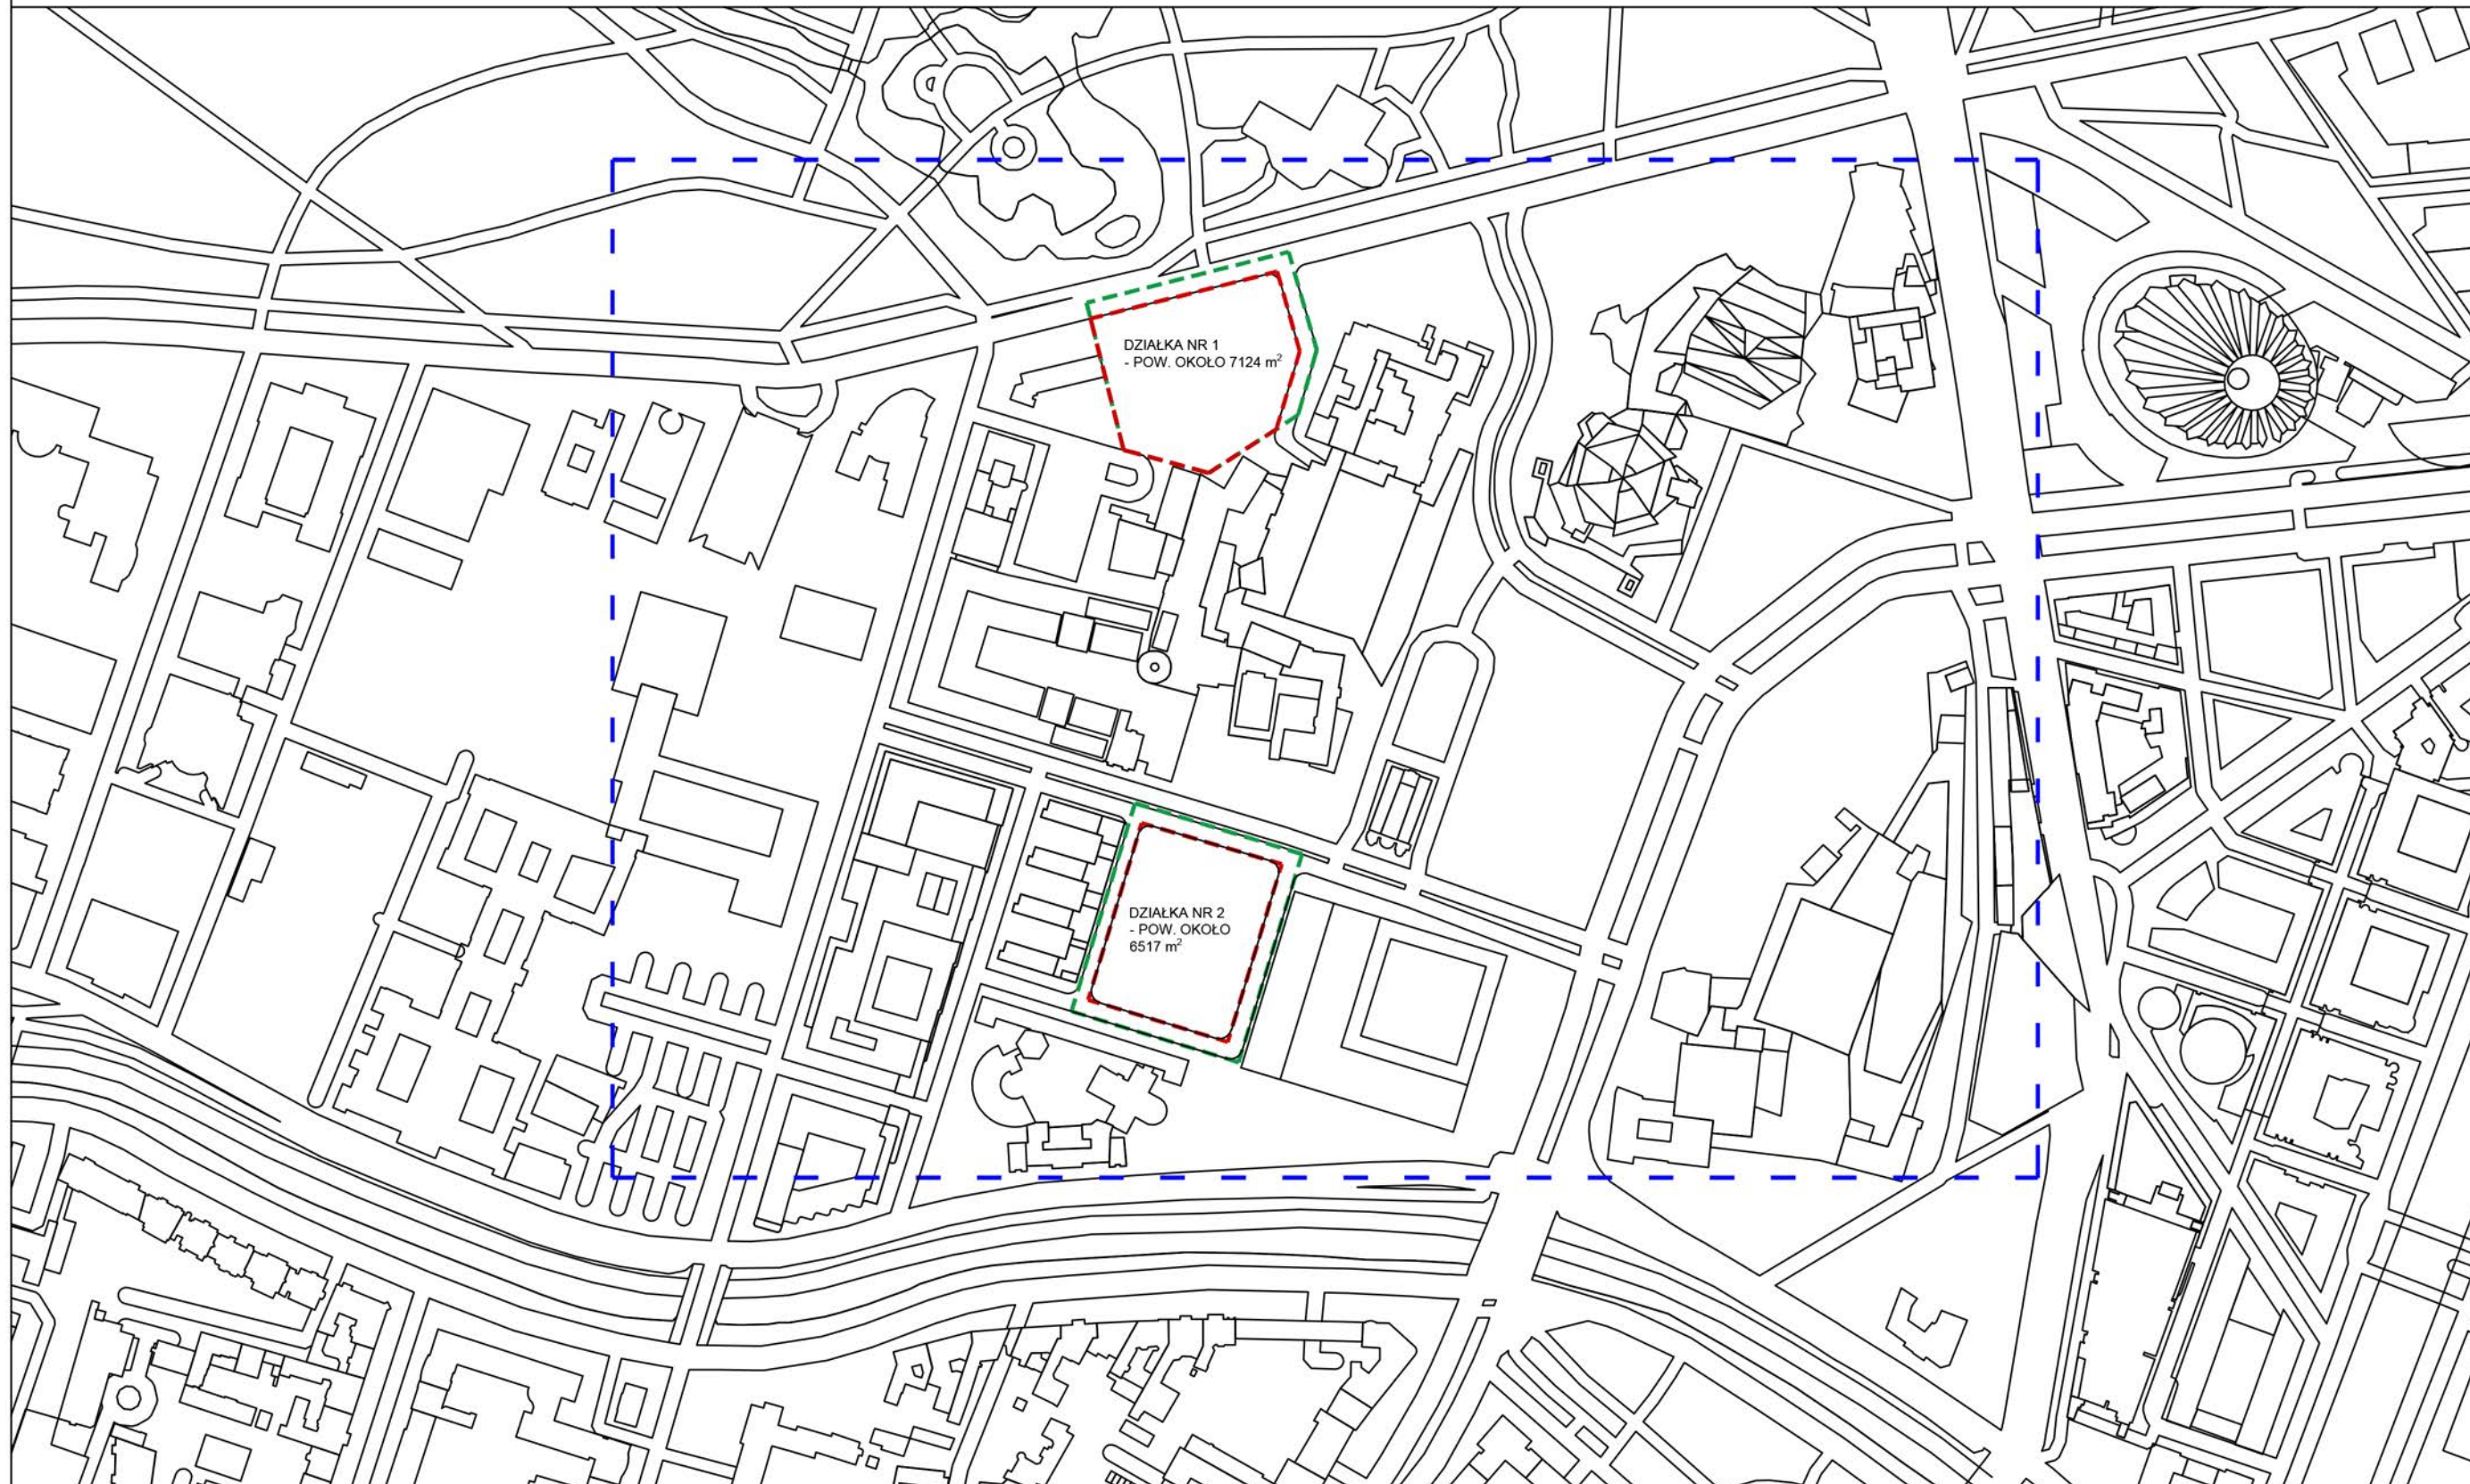 DZIAŁKA NR 1
- POW. OKOŁO 7124 m²
DZIAŁKA NR 2
- POW. OKOŁO
6517 m²